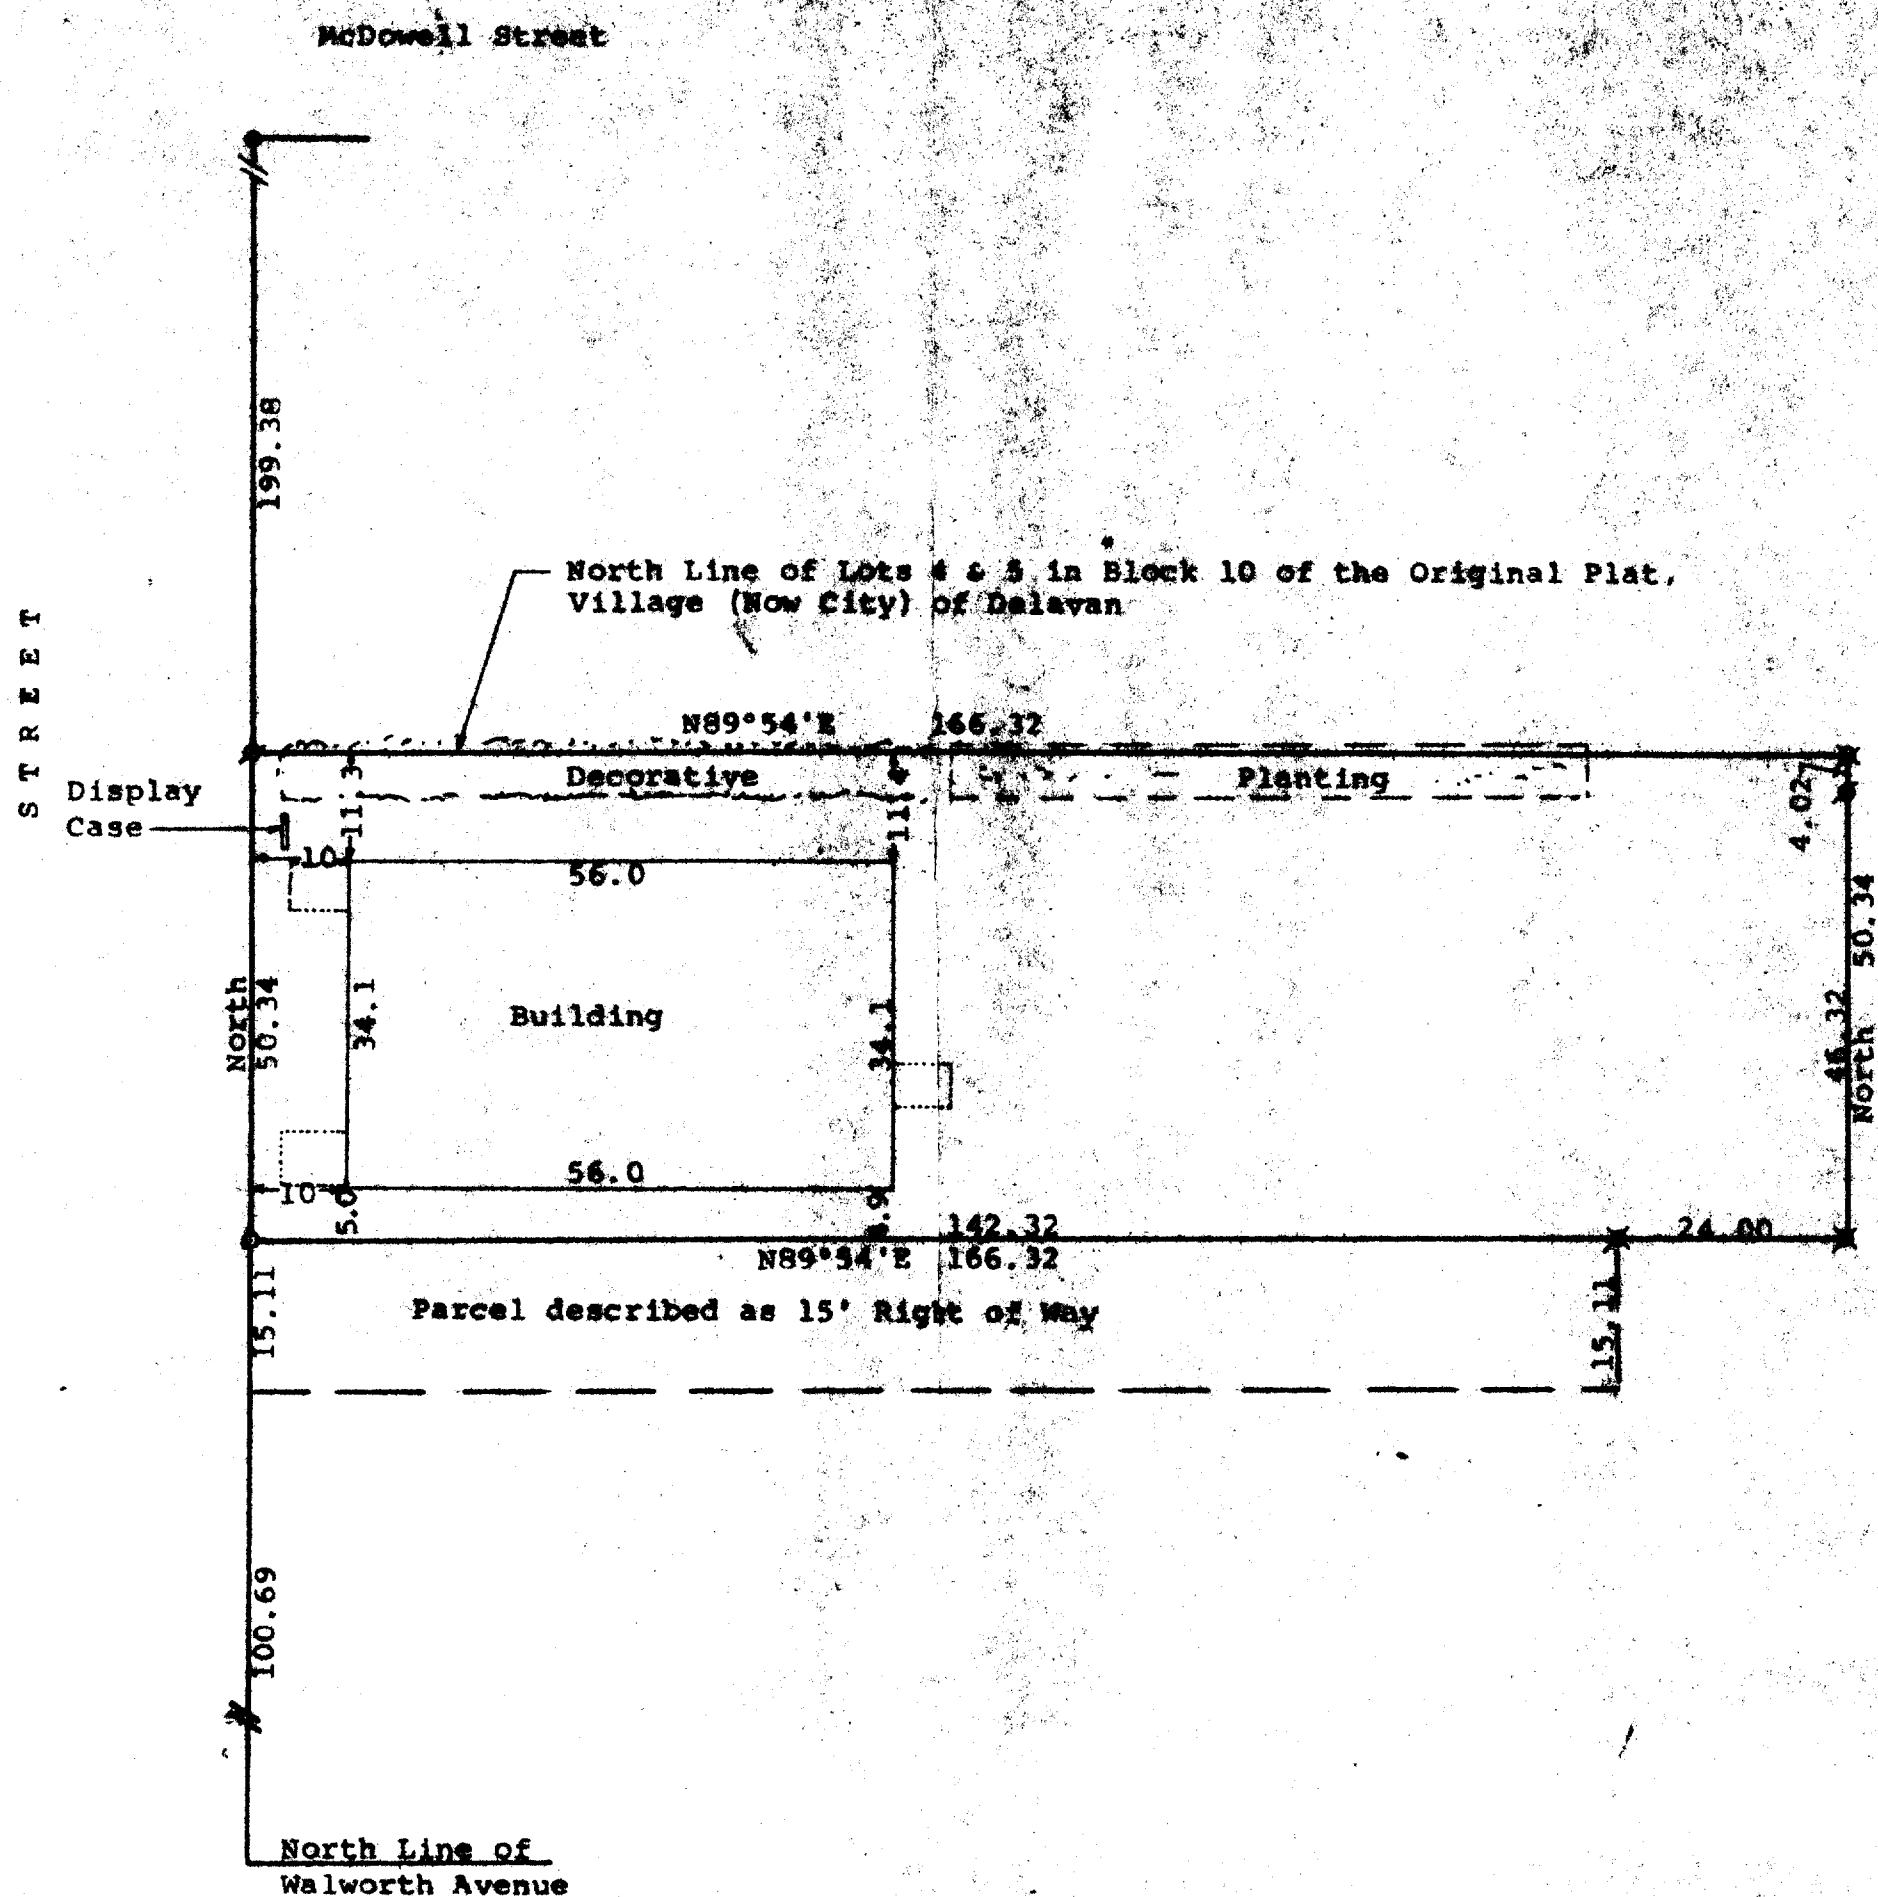 McDowell Street
199.38
North Line of Lots 4 & 5 in Block 10 of the Original Plat,
Village (Now City) of Delavan
STREET
N89°54'E 166.32
Decorative Planting
Display
Case
11.3
4.02
10
56.0
North
50.34
34.1
Building
34.1
50.34
46.32
North
56.0
10
5.0
142.32
24.00
N89°54'E 166.32
15.11
Parcel described as 15' Right of Way
15.11
100.69
North Line of
Walworth Avenue